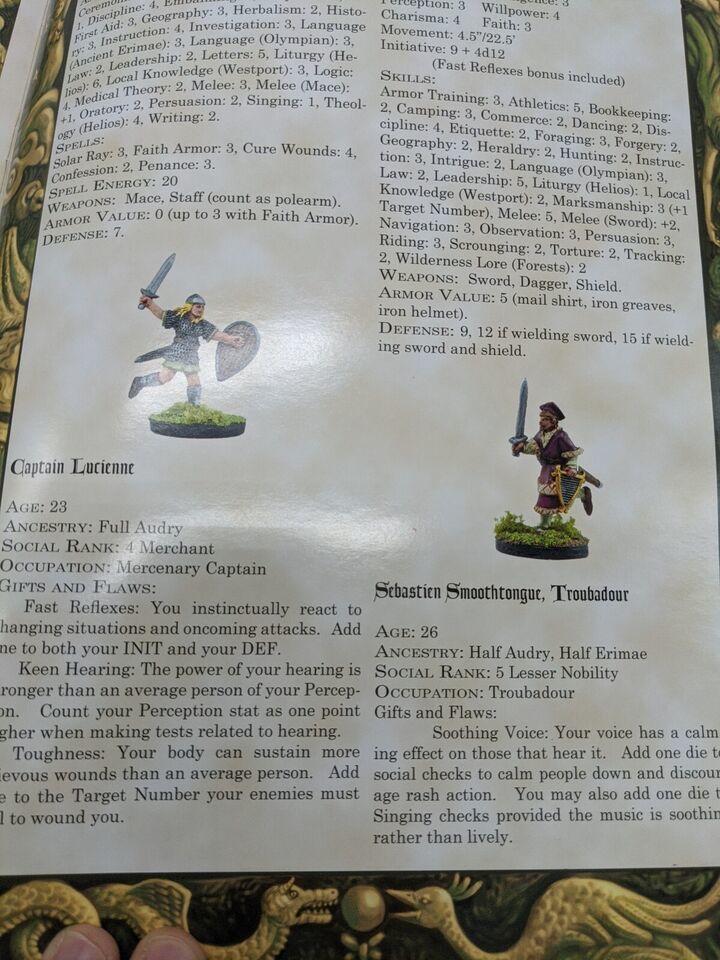 First Aid: 3, Geography: 3, Herbalism: 2, Histo-
ry: 3, Instruction: 4, Investigation: 3, Language
(Ancient Erimae): 3, Language (Olympian): 3,
Law: 2, Leadership: 2, Letters: 5, Liturgy (He-
lios): 6, Local Knowledge (Westport): 3, Logic:
4, Medical Theory: 2, Melee: 3, Melee (Mace):
+1, Oratory: 2, Persuasion: 2, Singing: 1, Theol-
ogy (Helios): 4, Writing: 2.
SPELLS:
Solar Ray: 3, Faith Armor: 3, Cure Wounds: 4,
Confession: 2, Penance: 3.
SPELL ENERGY: 20
WEAPONS: Mace, Staff (count as polearm).
ARMOR VALUE: 0 (up to 3 with Faith Armor).
DEFENSE: 7.
Captain Lucienne
AGE: 23
ANCESTRY: Full Audry
SOCIAL RANK: 4 Merchant
OCCUPATION: Mercenary Captain
GIFTS AND FLAWS:
Fast Reflexes: You instinctually react to
hanging situations and oncoming attacks. Add
ne to both your INIT and your DEF.
Keen Hearing: The power of your hearing is
ronger than an average person of your Percep-
on. Count your Perception stat as one point
gher when making tests related to hearing.
Toughness: Your body can sustain more
ievous wounds than an average person. Add
e to the Target Number your enemies must
l to wound you.
Perception: 3 Willpower: 4
Charisma: 4 Faith: 3
Movement: 4.5"/22.5'
Initiative: 9 + 4d12
(Fast Reflexes bonus included)
SKILLS:
Armor Training: 3, Athletics: 5, Bookkeeping:
2, Camping: 3, Commerce: 2, Dancing: 2, Dis-
cipline: 4, Etiquette: 2, Foraging: 3, Forgery: 2,
Geography: 2, Heraldry: 2, Hunting: 2, Instruc-
tion: 3, Intrigue: 2, Language (Olympian): 3,
Law: 2, Leadership: 5, Liturgy (Helios): 1, Local
Knowledge (Westport): 2, Marksmanship: 3 (+1
Target Number), Melee: 5, Melee (Sword): +2,
Navigation: 3, Observation: 3, Persuasion: 3,
Riding: 3, Scrounging: 2, Torture: 2, Tracking:
2, Wilderness Lore (Forests): 2
WEAPONS: Sword, Dagger, Shield.
ARMOR VALUE: 5 (mail shirt, iron greaves,
iron helmet).
DEFENSE: 9, 12 if wielding sword, 15 if wield-
ing sword and shield.
Sebastien Smoothtongue, Troubadour
AGE: 26
ANCESTRY: Half Audry, Half Erimae
SOCIAL RANK: 5 Lesser Nobility
OCCUPATION: Troubadour
Gifts and Flaws:
Soothing Voice: Your voice has a calm
ing effect on those that hear it. Add one die to
social checks to calm people down and discour
age rash action. You may also add one die t
Singing checks provided the music is soothin
rather than lively.